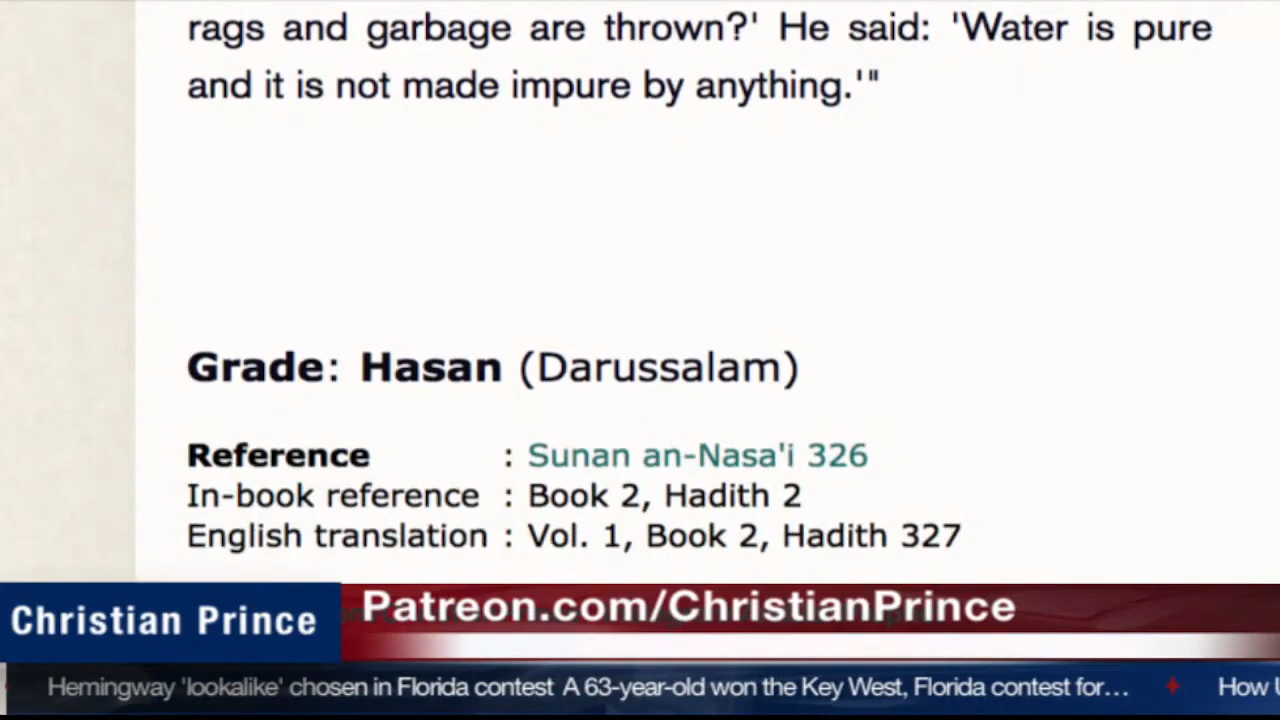 rags and garbage are thrown?' He said: 'Water is pure
and it is not made impure by anything.'"
Grade: Hasan (Darussalam)
Reference : Sunan an-Nasa'i 326
In-book reference : Book 2, Hadith 2
English translation : Vol. 1, Book 2, Hadith 327
Christian Prince
Patreon.com/ChristianPrince
Hemingway 'lookalike' chosen in Florida contest A 63-year-old won the Key West, Florida contest for… How